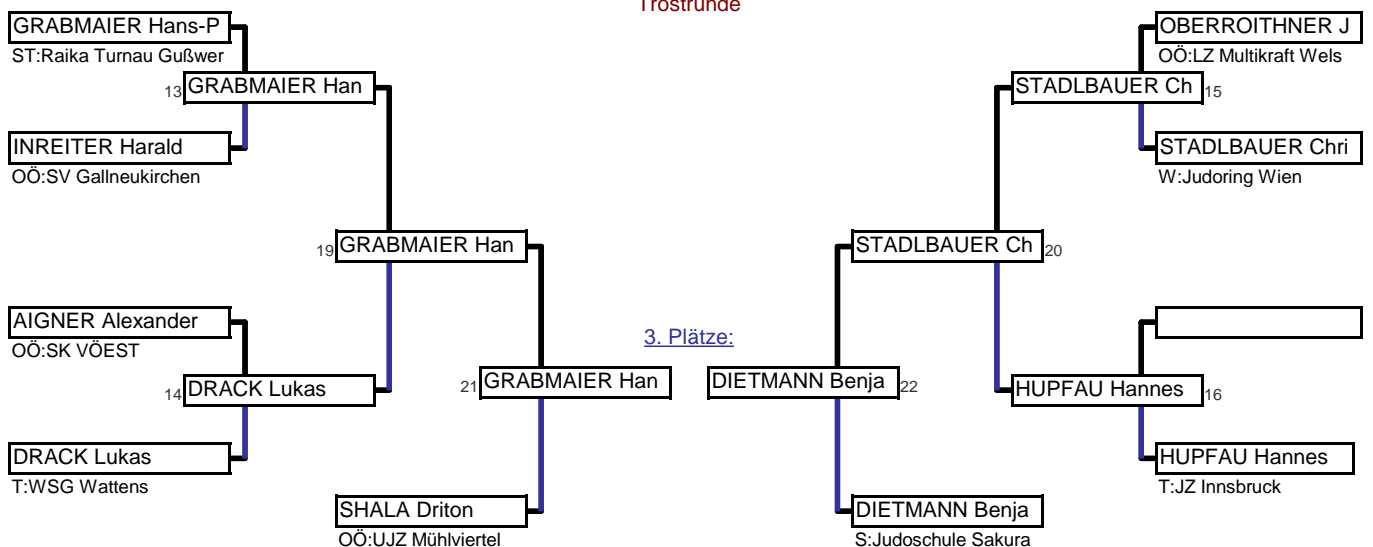 Trostrunde
GRABMAIER Hans-P
ST:Raika Turnau Gußwer
13 GRABMAIER Han
INREITER Harald
OÖ:SV Gallneukirchen
19 GRABMAIER Han
AIGNER Alexander
OÖ:SK VÖEST
14 DRACK Lukas
DRACK Lukas
T:WSG Wattens
21 GRABMAIER Han
SHALA Driton
OÖ:UJZ Mühlviertel
3. Plätze:
OBERROITHNER J
OÖ:LZ Multikraft Wels
STADLBAUER Ch 15
STADLBAUER Chri
W:Judoring Wien
STADLBAUER Ch 20
HUPFAU Hannes 16
HUPFAU Hannes
T:JZ Innsbruck
DIETMANN Benja 22
DIETMANN Benja
S:Judoschule Sakura